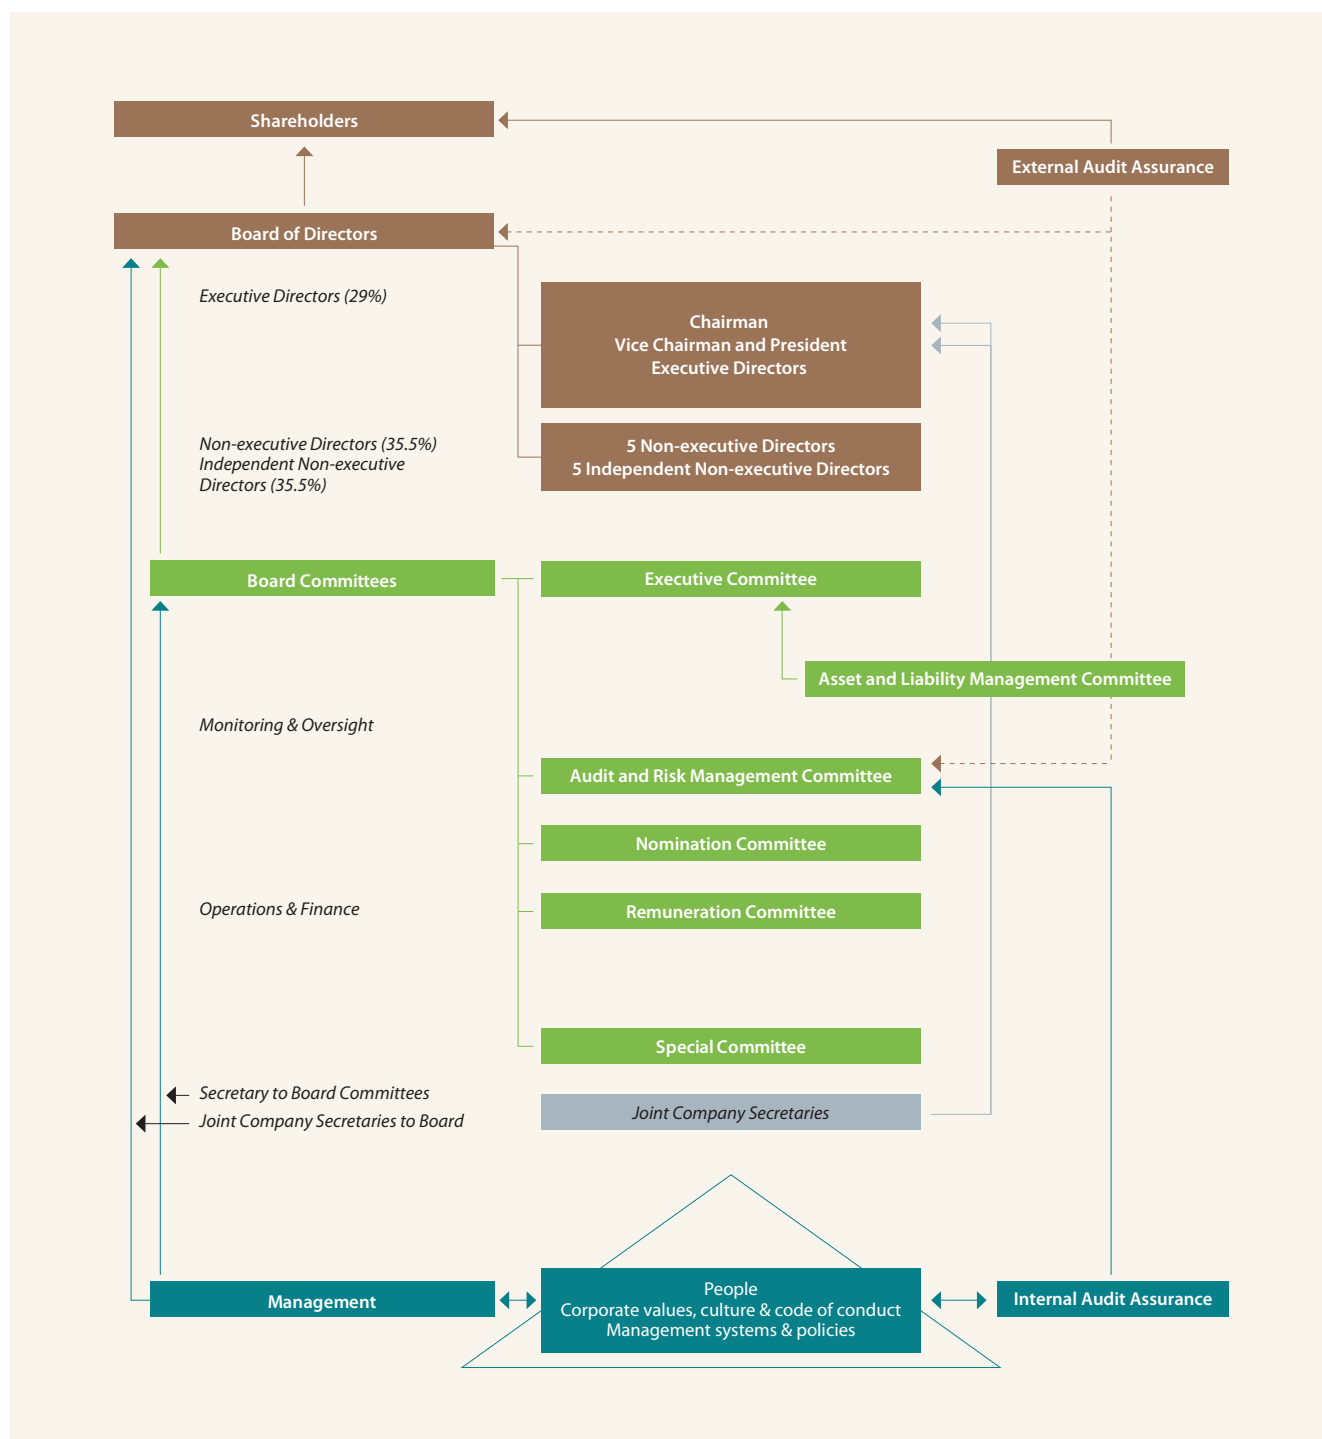 Shareholders
External Audit Assurance
Board of Directors
Executive Directors (29%)
Chairman
Vice Chairman and President
Executive Directors
Non-executive Directors (35.5%)
Independent Non-executive
Directors (35.5%)
5 Non-executive Directors
5 Independent Non-executive Directors
Board Committees
Executive Committee
Asset and Liability Management Committee
Monitoring & Oversight
Audit and Risk Management Committee
Nomination Committee
Operations & Finance
Remuneration Committee
Special Committee
Secretary to Board Committees
Joint Company Secretaries to Board
Joint Company Secretaries
Management
People
Corporate values, culture & code of conduct
Management systems & policies
Internal Audit Assurance